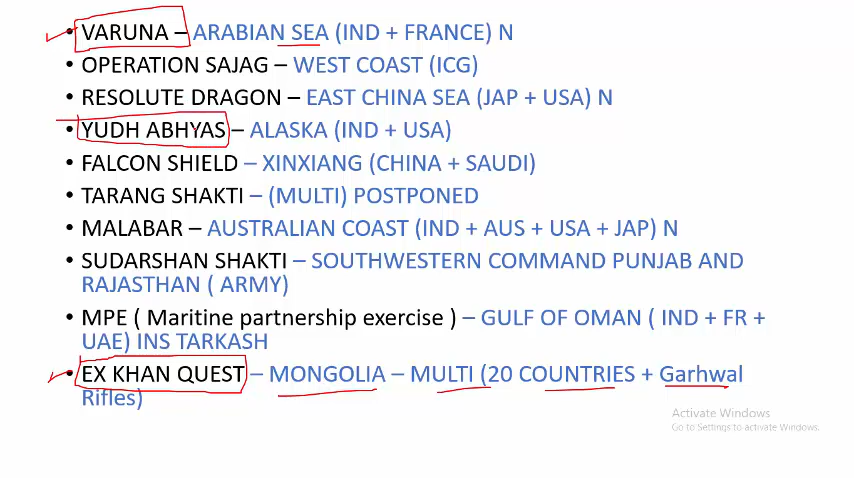 • VARUNA – ARABIAN SEA (IND + FRANCE) N
• OPERATION SAJAG – WEST COAST (ICG)
• RESOLUTE DRAGON – EAST CHINA SEA (JAP + USA) N
• YUDH ABHYAS – ALASKA (IND + USA)
• FALCON SHIELD – XINXIANG (CHINA + SAUDI)
• TARANG SHAKTI – (MULTI) POSTPONED
• MALABAR – AUSTRALIAN COAST (IND + AUS + USA + JAP) N
• SUDARSHAN SHAKTI – SOUTHWESTERN COMMAND PUNJAB AND
RAJASTHAN ( ARMY)
• MPE ( Maritine partnership exercise ) – GULF OF OMAN ( IND + FR +
UAE) INS TARKASH
• EX KHAN QUEST – MONGOLIA – MULTI (20 COUNTRIES + Garhwal
Rifles)
Activate Windows
Go to Settings to activate Windows.